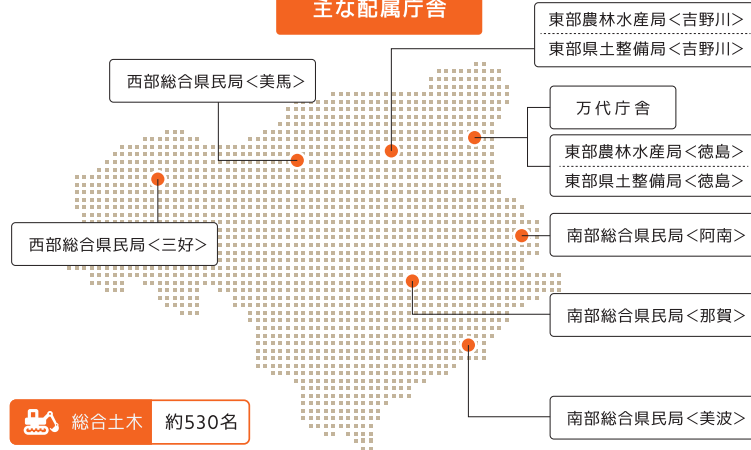 主な配属庁舎
東部農林水産局<吉野川>
東部県土整備局<吉野川>
西部総合県民局<美馬>
万代庁舎
東部農林水産局<徳島>
東部県土整備局<徳島>
西部総合県民局<三好>
南部総合県民局<阿南>
南部総合県民局<那賀>
南部総合県民局<美波>
総合土木 約530名